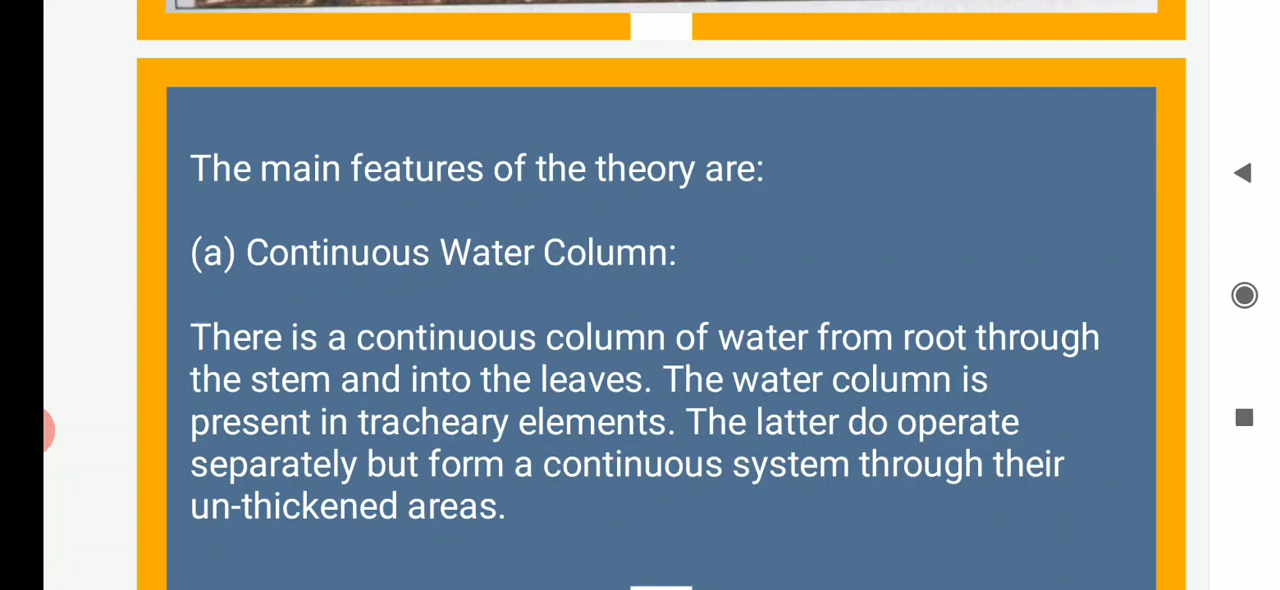 The main features of the theory are:
(a) Continuous Water Column:
There is a continuous column of water from root through
the stem and into the leaves. The water column is
present in tracheary elements. The latter do operate
separately but form a continuous system through their
un-thickened areas.